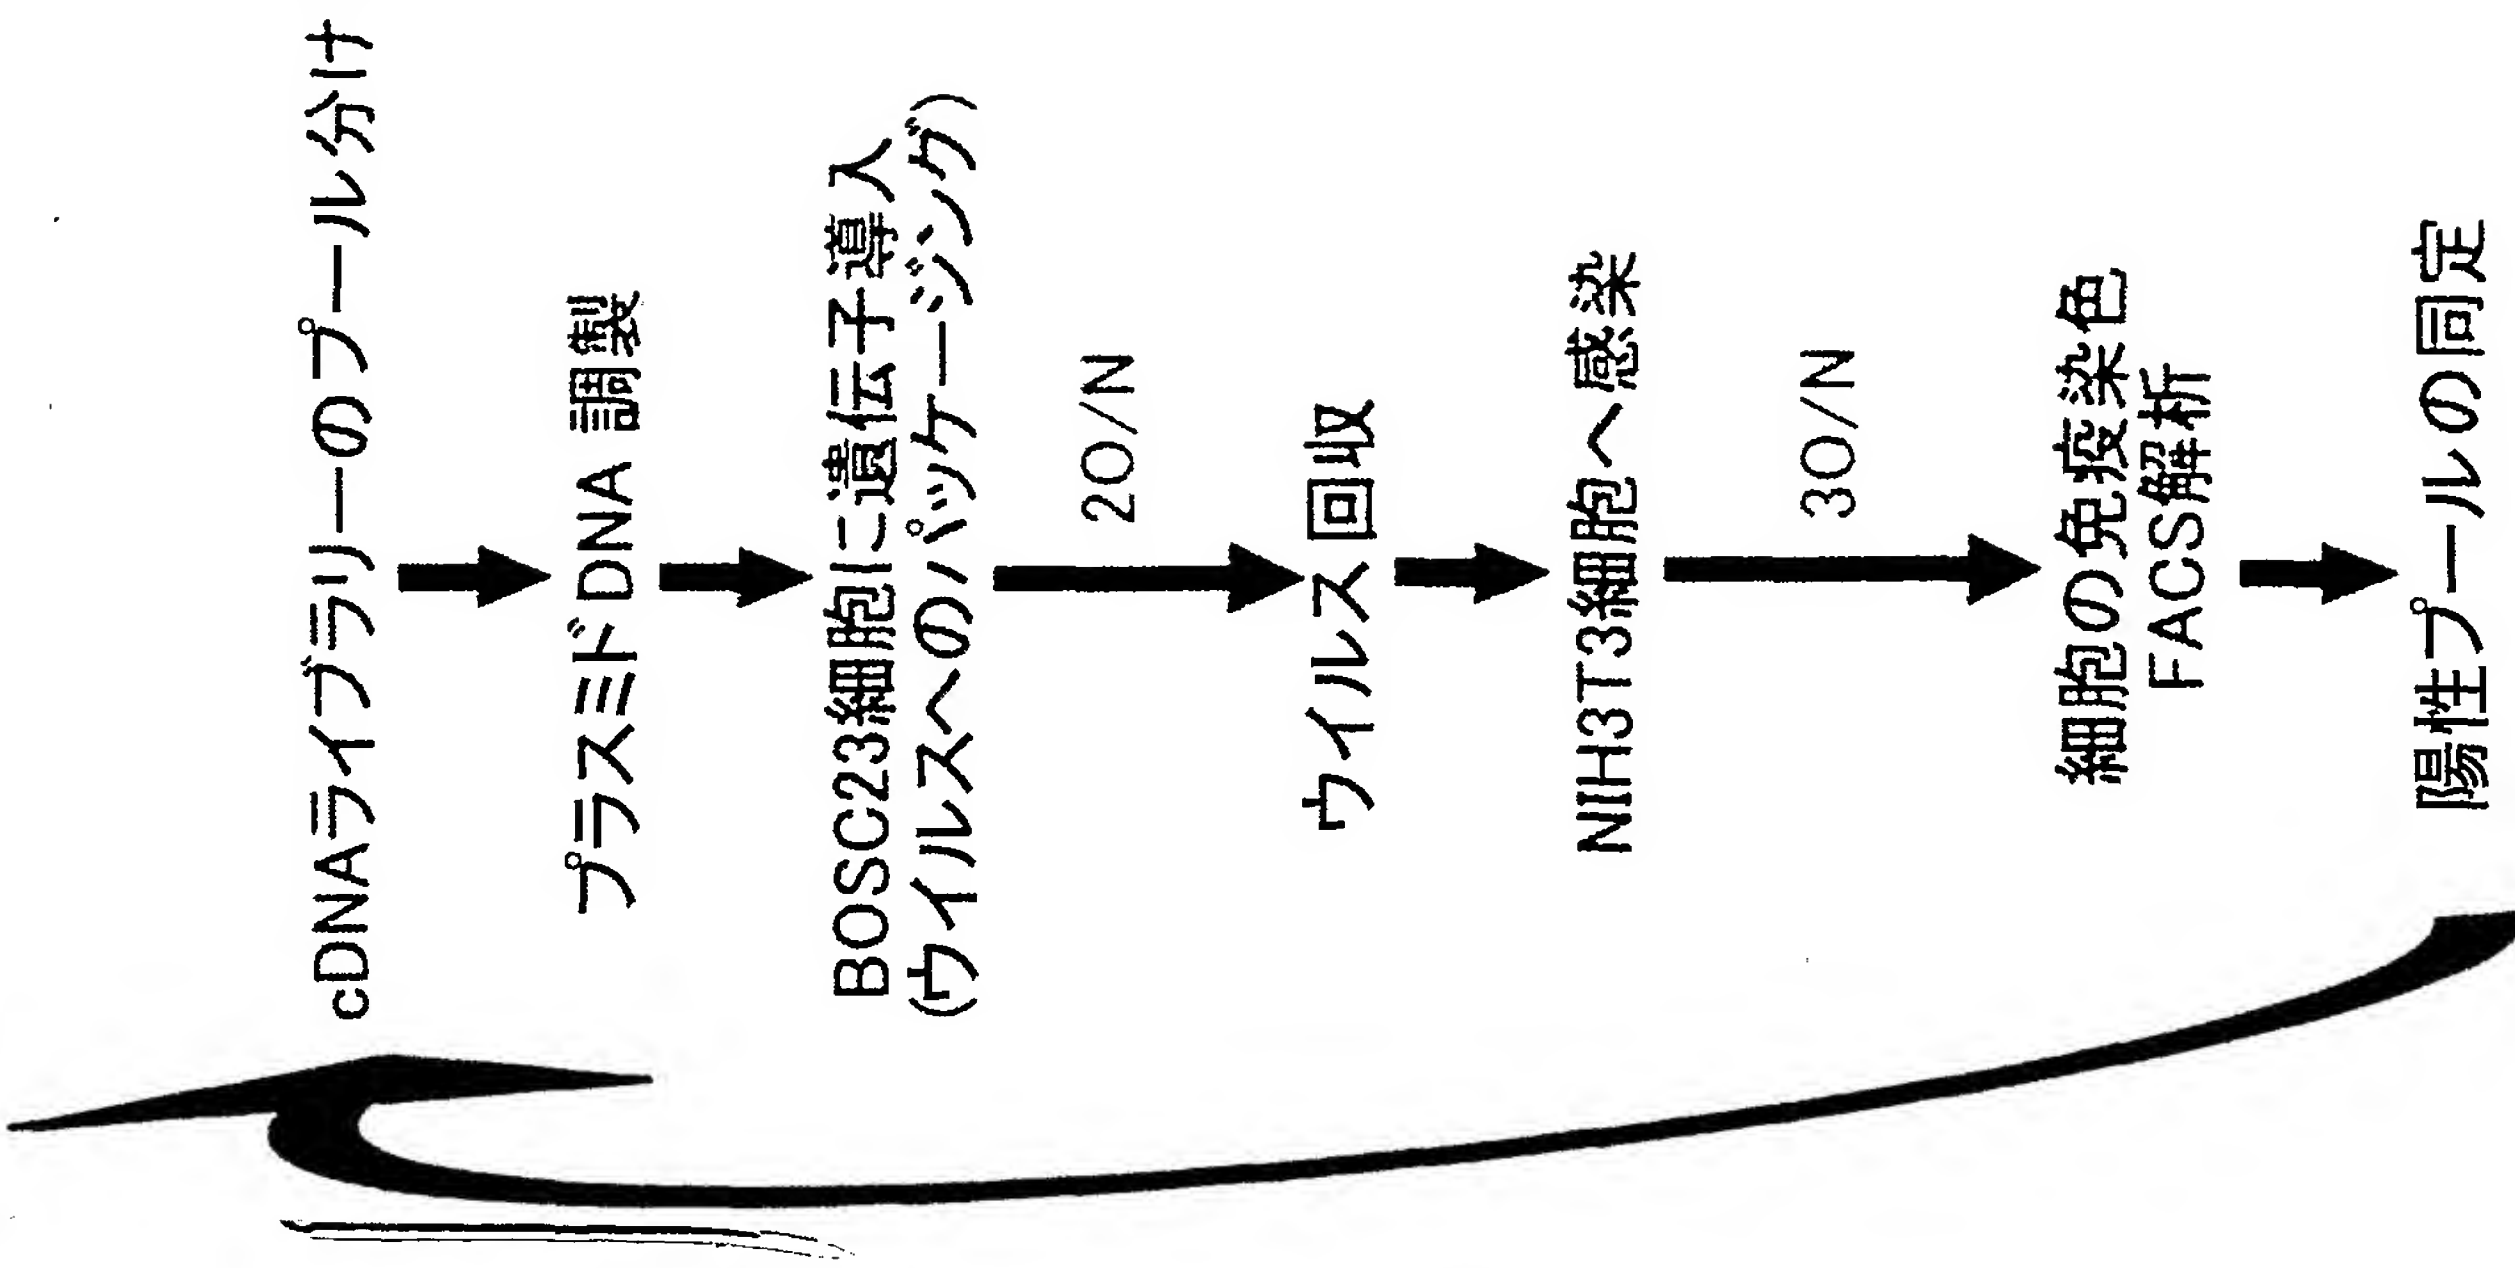 cDNAライブラリーのプール分け
プラスミドDNA 調製
BOSC23細胞に遺伝子導入
(ウイルスへのパッケージング)
2O/N
ウイルス回収
NIH3T3細胞へ感染
3O/N
細胞の免疫染色
FACS解析
陽性プールの同定